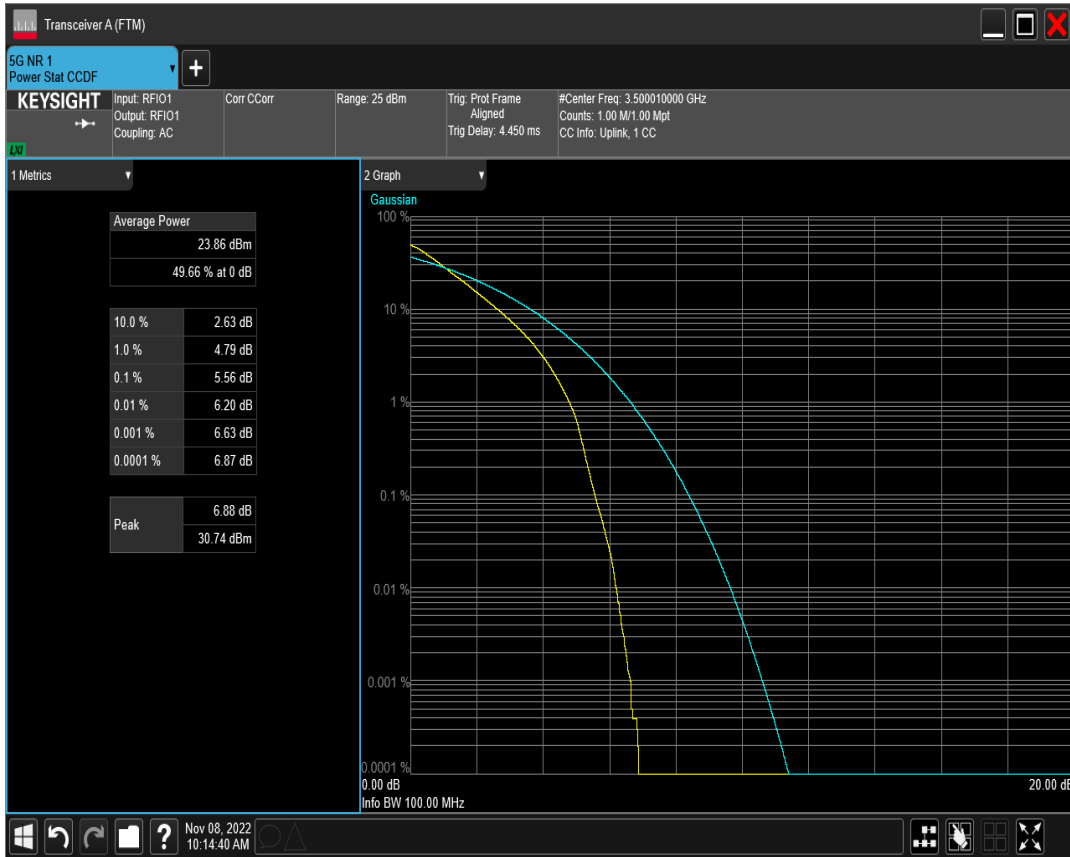 Transceiver A (FTM)
5G NR 1
Power Stat CCDF
+
KEYSIGHT
LXI
Input: RFIO1
Output: RFIO1
Coupling: AC
Corr CCorr
Range: 25 dBm
Trig: Prot Frame
Aligned
Trig Delay: 4.450 ms
#Center Freq: 3.500010000 GHz
Counts: 1.00 M/1.00 Mpt
CC Info: Uplink, 1 CC
1 Metrics
Average Power
23.86 dBm
49.66 % at 0 dB
10.0 % 2.63 dB
1.0 % 4.79 dB
0.1 % 5.56 dB
0.01 % 6.20 dB
0.001 % 6.63 dB
0.0001 % 6.87 dB
Peak
6.88 dB
30.74 dBm
2 Graph
Gaussian
100 %
10 %
1 %
0.1 %
0.01 %
0.001 %
0.0001 %
0.00 dB
20.00 dB
Info BW 100.00 MHz
?
Nov 08, 2022
10:14:40 AM